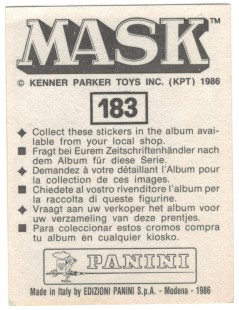 MASK™
© KENNER PARKER TOYS INC. (KPT) 1986
183
◆ Collect these stickers in the album avai-
lable from your local shop.
■ Fragt bei Eurem Zeitschriftenhändler nach
dem Album für diese Serie.
◆ Demandez à votre détaillant l'Album pour
la collection de ces images.
■ Chiedete al vostro rivenditore l'album per
la raccolta di queste figurine.
◆ Vraagt aan uw verkoper het album voor
uw verzameling van deze prentjes.
■ Para coleccionar estos cromos compra
tu album en cualquier kiosko.
PANINI
Made in Italy by EDIZIONI PANINI S.p.A. - Modena - 1986